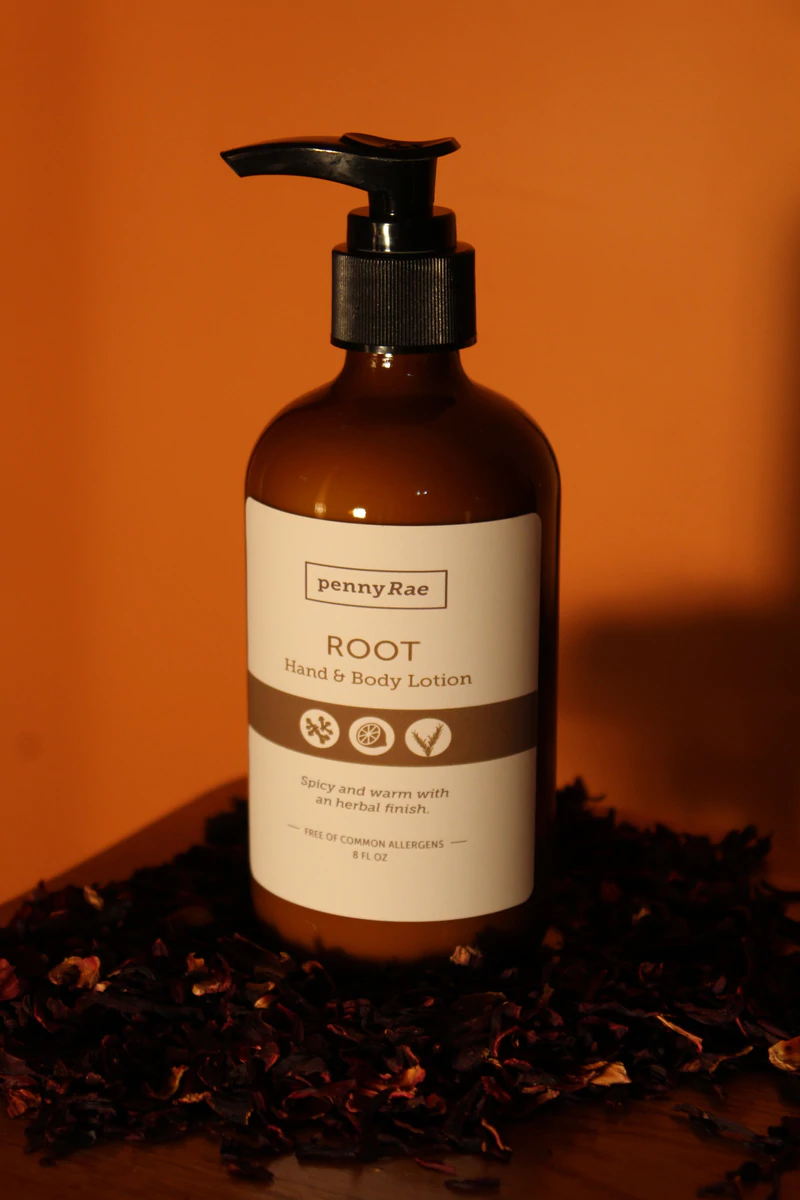 pennyRae
ROOT
Hand & Body Lotion
Spicy and warm with
an herbal finish.
FREE OF COMMON ALLERGENS
8 FL OZ